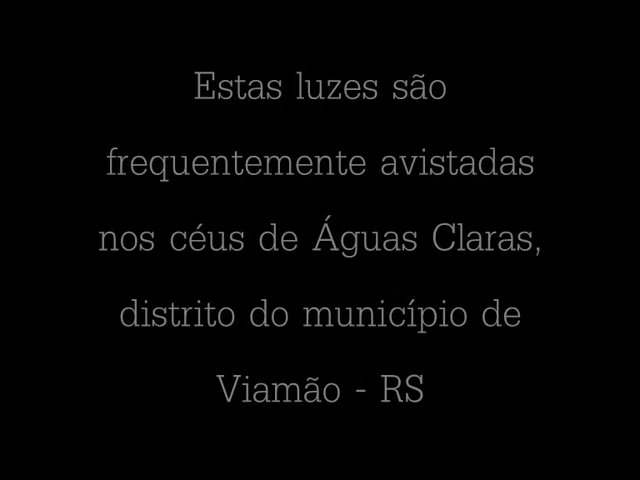 Estas luzes são
frequentemente avistadas
nos céus de Águas Claras,
distrito do município de
Viamão - RS